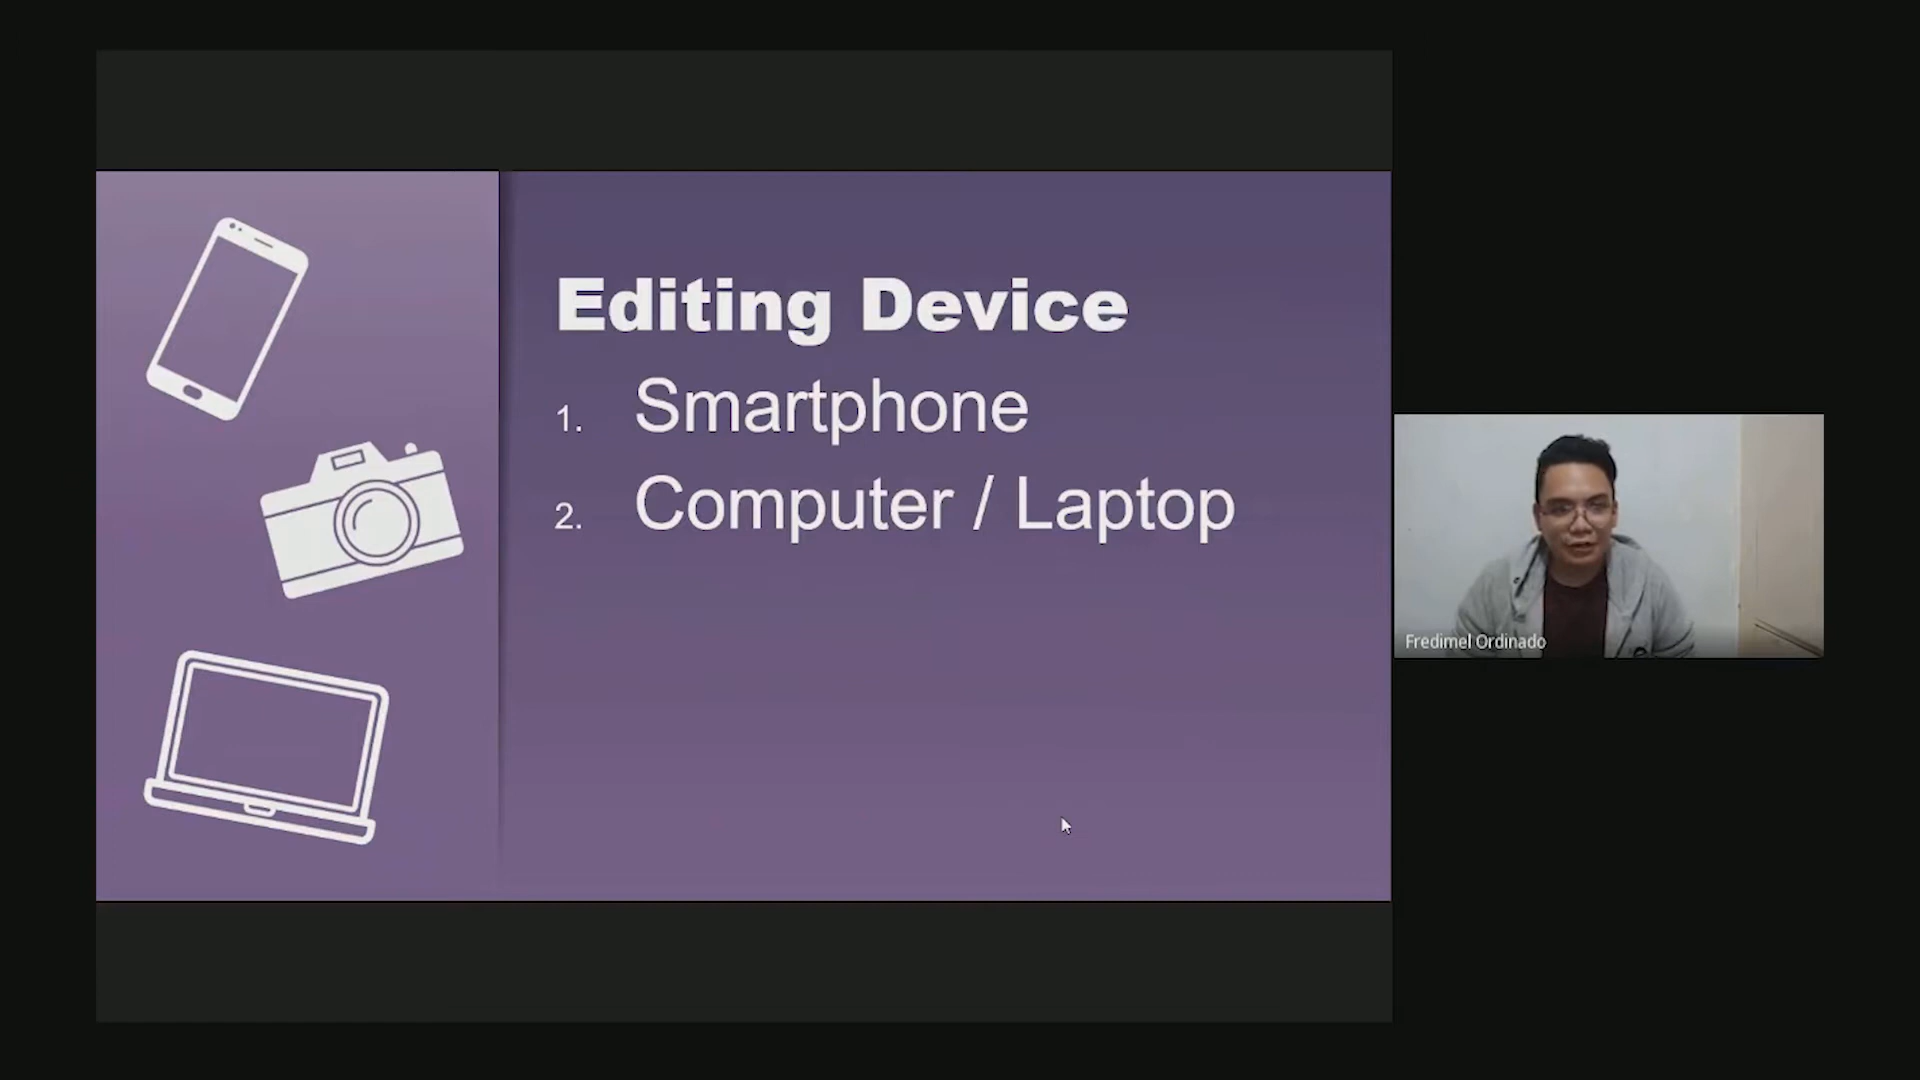 Editing Device
1. Smartphone
2. Computer / Laptop
Fredimel Ordinado